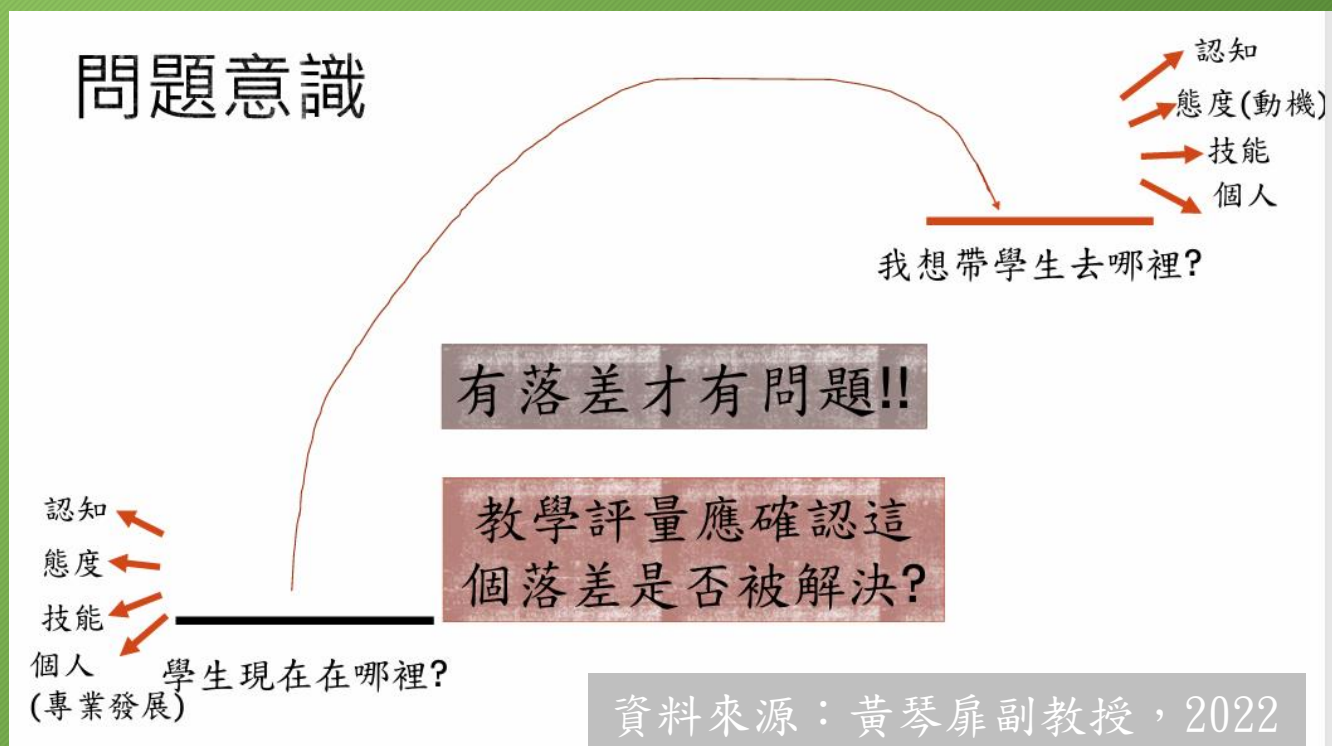 問題意識
認知
態度(動機)
技能
個人
我想帶學生去哪裡?
有落差才有問題!!
教學評量應確認這
個落差是否被解決?
認知
態度
技能
個人
(專業發展)
學生現在在哪裡?
資料來源：黃琴扉副教授，2022